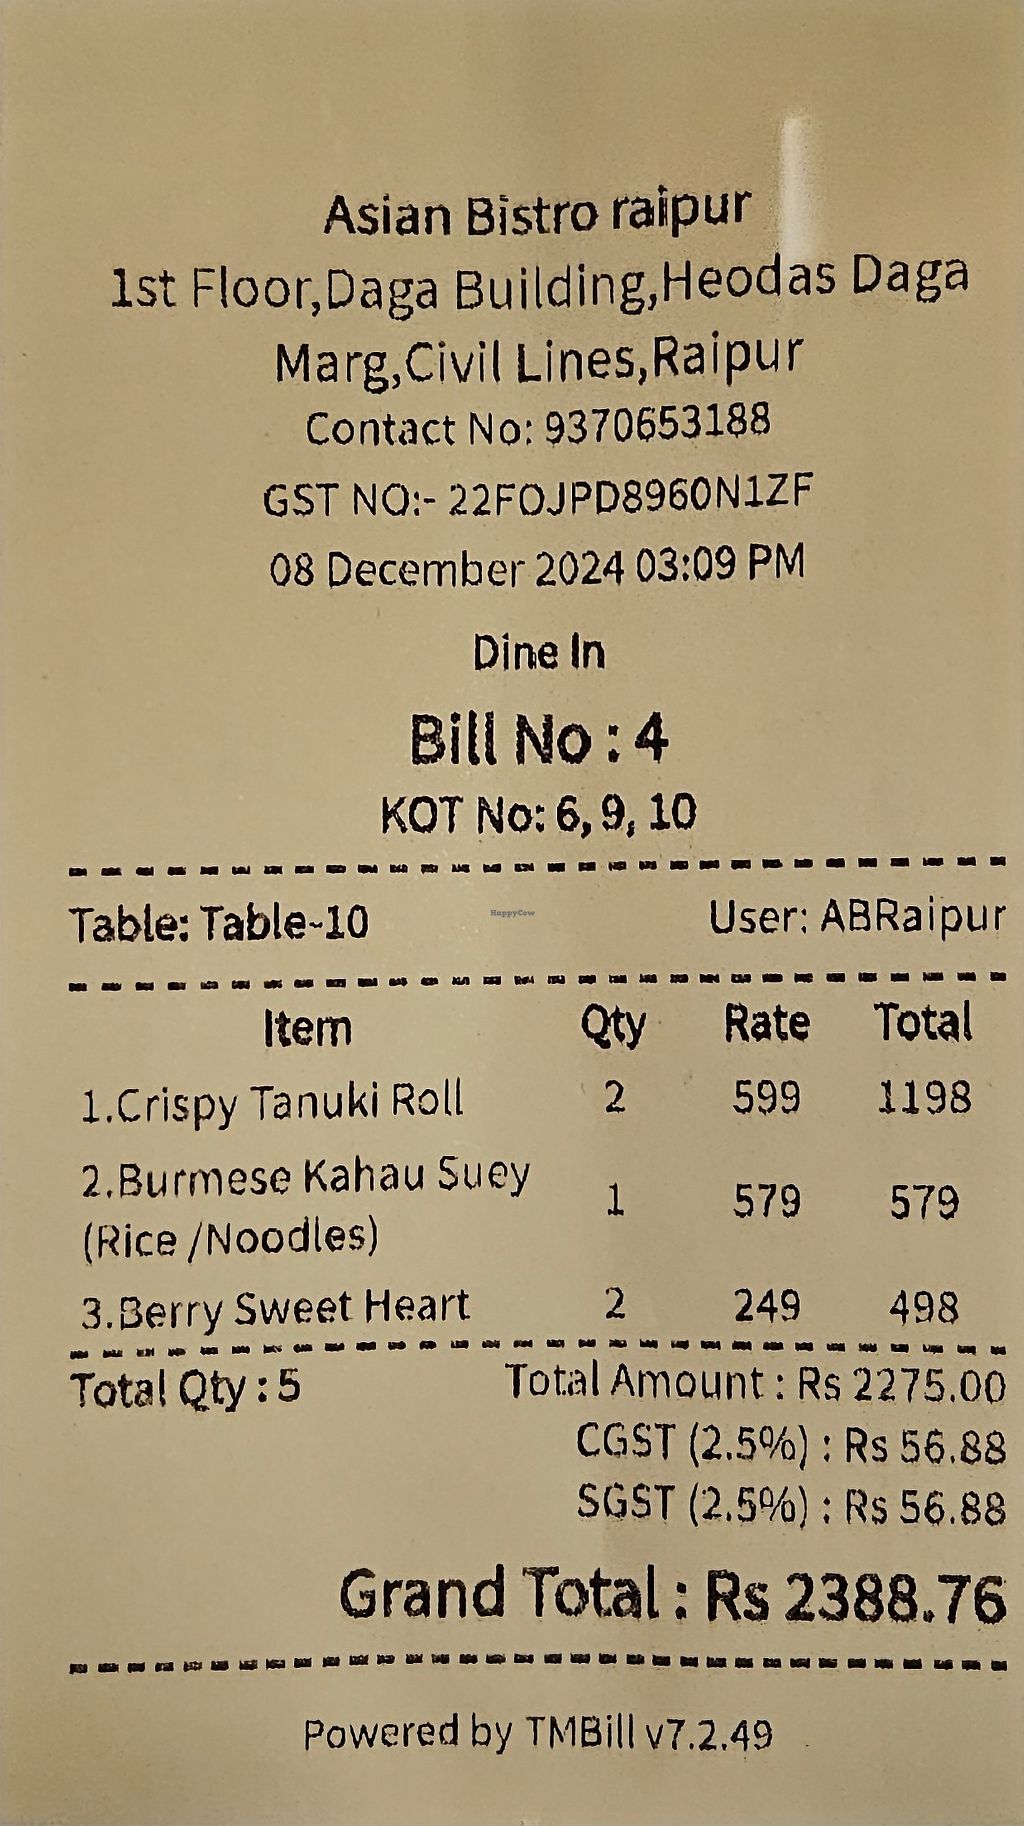 Asian Bistro raipur
1st Floor,Daga Building,Heodas Daga
Marg,Civil Lines,Raipur
Contact No: 9370653188
GST NO:- 22FOJPD8960N1ZF
08 December 2024 03:09 PM
Dine In
Bill No : 4
KOT No: 6, 9, 10
Table: Table-10 User: ABRaipur
HappyCow
Item Qty Rate Total
1.Crispy Tanuki Roll 2 599 1198
2.Burmese Kahau Suey
(Rice /Noodles) 1 579 579
3.Berry Sweet Heart 2 249 498
Total Qty : 5 Total Amount : Rs 2275.00
CGST (2.5%) : Rs 56.88
SGST (2.5%) : Rs 56.88
Grand Total : Rs 2388.76
Powered by TMBill v7.2.49